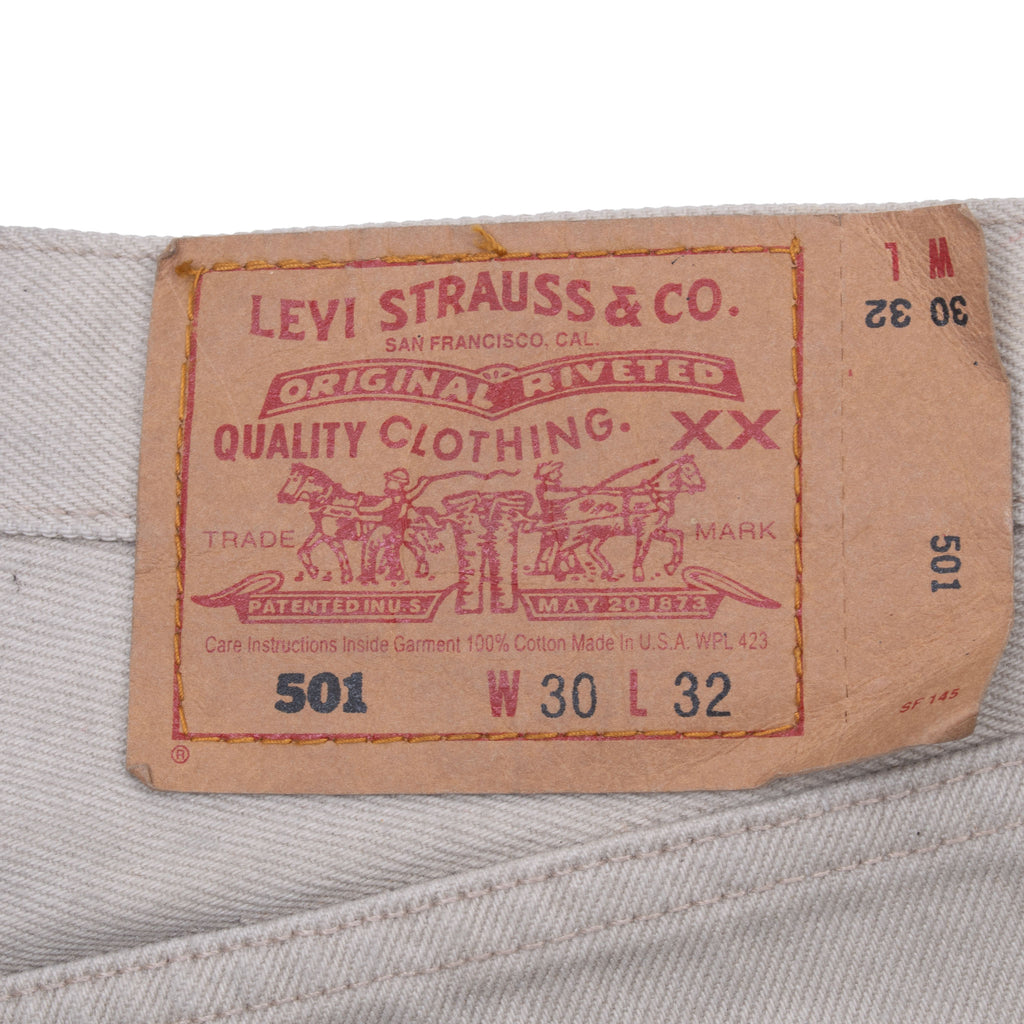 LEVI STRAUSS & CO.
SAN FRANCISCO, CAL.
ORIGINAL RIVETED
QUALITY CLOTHING. XX
TRADE MARK
PATENTED IN U.S. MAY 20 1873
Care Instructions Inside Garment 100% Cotton Made In U.S.A. WPL 423
501 W 30 L 32
®
W L
30 32
501
SF 145